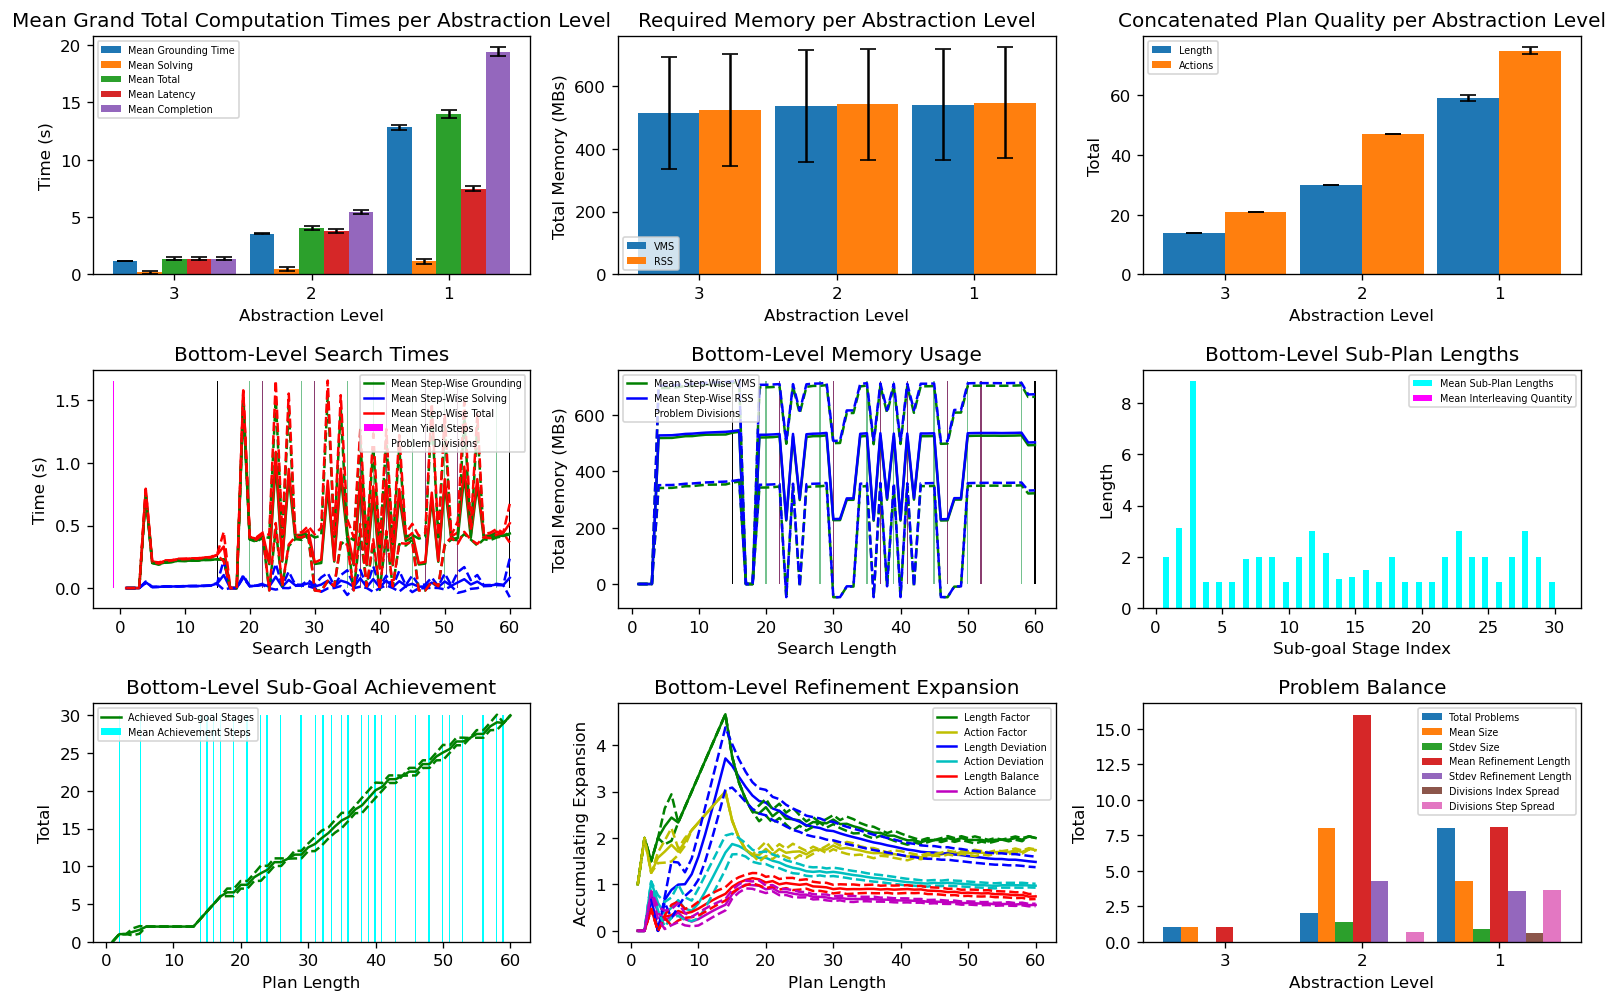 Mean Grand Total Computation Times per Abstraction Level
20
15
10
5
0
Time (s)
Mean Grounding Time
Mean Solving
Mean Total
Mean Latency
Mean Completion
3 2 1
Abstraction Level
Required Memory per Abstraction Level
600
400
200
0
Total Memory (MBs)
VMS
RSS
3 2 1
Abstraction Level
Concatenated Plan Quality per Abstraction Level
60
40
20
0
Total
Length
Actions
3 2 1
Abstraction Level
Bottom-Level Search Times
1.5
1.0
0.5
0.0
Time (s)
Mean Step-Wise Grounding
Mean Step-Wise Solving
Mean Step-Wise Total
Mean Yield Steps
Problem Divisions
0 10 20 30 40 50 60
Search Length
Bottom-Level Memory Usage
600
400
200
0
Total Memory (MBs)
Mean Step-Wise VMS
Mean Step-Wise RSS
Problem Divisions
0 10 20 30 40 50 60
Search Length
Bottom-Level Sub-Plan Lengths
8
6
4
2
0
Length
Mean Sub-Plan Lengths
Mean Interleaving Quantity
0 5 10 15 20 25 30
Sub-goal Stage Index
Bottom-Level Sub-Goal Achievement
30
25
20
15
10
5
0
Total
Achieved Sub-goal Stages
Mean Achievement Steps
0 10 20 30 40 50 60
Plan Length
Bottom-Level Refinement Expansion
4
3
2
1
0
Accumulating Expansion
Length Factor
Action Factor
Length Deviation
Action Deviation
Length Balance
Action Balance
0 10 20 30 40 50 60
Plan Length
Problem Balance
15.0
12.5
10.0
7.5
5.0
2.5
0.0
Total
Total Problems
Mean Size
Stdev Size
Mean Refinement Length
Stdev Refinement Length
Divisions Index Spread
Divisions Step Spread
3 2 1
Abstraction Level